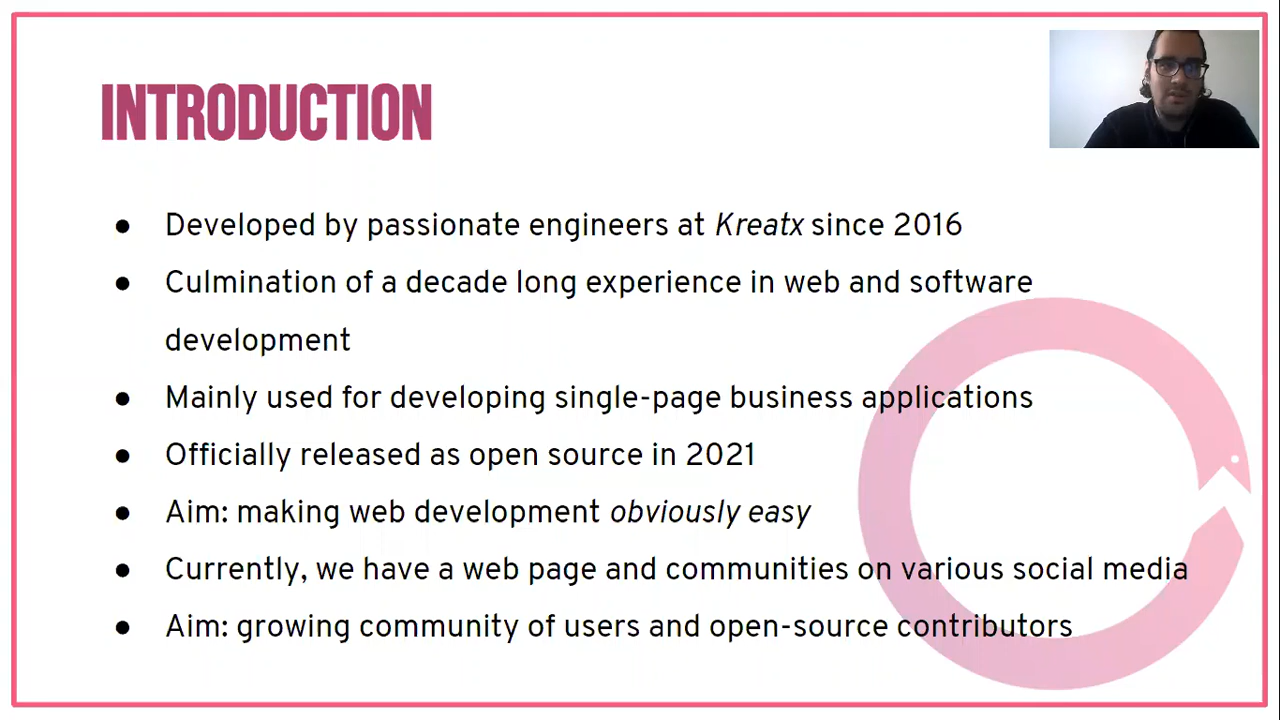 INTRODUCTION
● Developed by passionate engineers at Kreatx since 2016
● Culmination of a decade long experience in web and software
development
● Mainly used for developing single-page business applications
● Officially released as open source in 2021
● Aim: making web development obviously easy
● Currently, we have a web page and communities on various social media
● Aim: growing community of users and open-source contributors